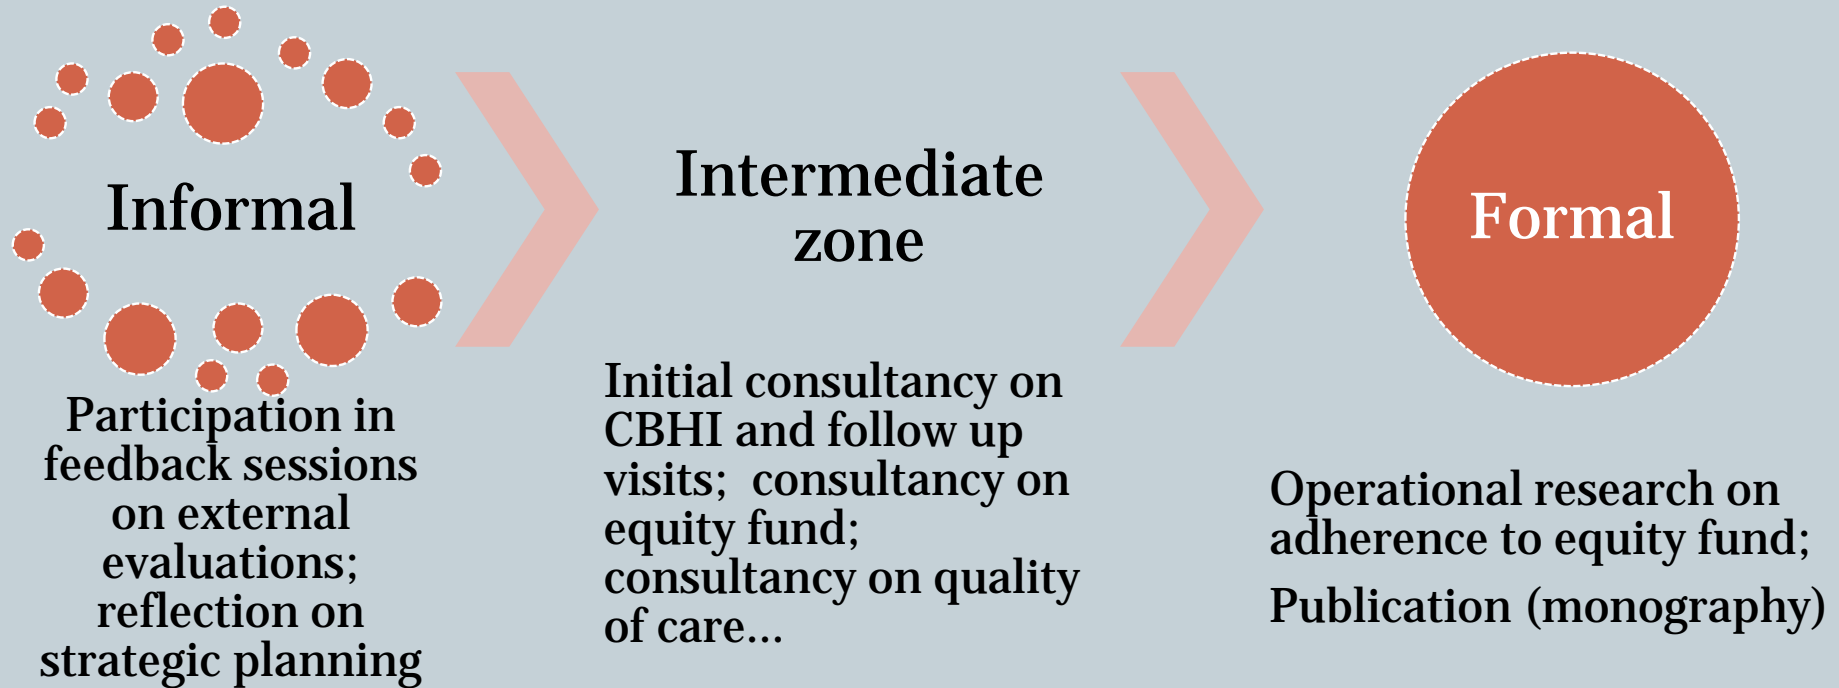 Informal
Participation in
feedback sessions
on external
evaluations;
reflection on
strategic planning
Intermediate
zone
Initial consultancy on
CBHI and follow up
visits;  consultancy on
equity fund;
consultancy on quality
of care...
Formal
Operational research on
adherence to equity fund;
Publication (monography)